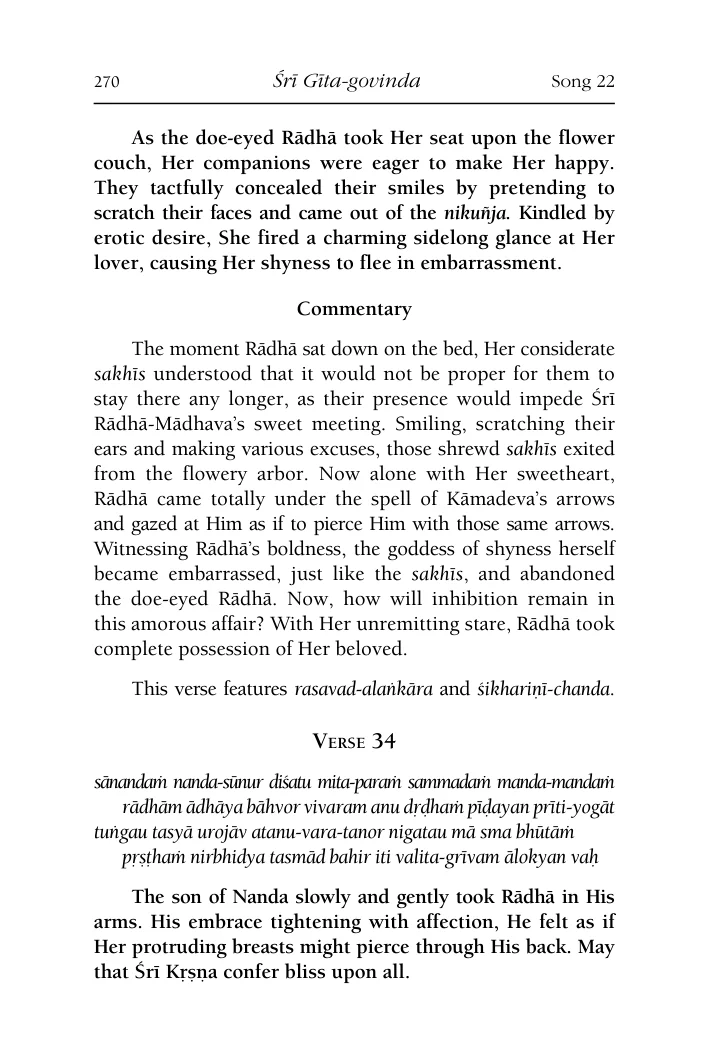 270 Śrī Gīta-govinda Song 22
As the doe-eyed Rādhā took Her seat upon the flower
couch, Her companions were eager to make Her happy.
They tactfully concealed their smiles by pretending to
scratch their faces and came out of the nikuñja. Kindled by
erotic desire, She fired a charming sidelong glance at Her
lover, causing Her shyness to flee in embarrassment.
Commentary
The moment Rādhā sat down on the bed, Her considerate
sakhīs understood that it would not be proper for them to
stay there any longer, as their presence would impede Śrī
Rādhā-Mādhava’s sweet meeting. Smiling, scratching their
ears and making various excuses, those shrewd sakhīs exited
from the flowery arbor. Now alone with Her sweetheart,
Rādhā came totally under the spell of Kāmadeva’s arrows
and gazed at Him as if to pierce Him with those same arrows.
Witnessing Rādhā’s boldness, the goddess of shyness herself
became embarrassed, just like the sakhīs, and abandoned
the doe-eyed Rādhā. Now, how will inhibition remain in
this amorous affair? With Her unremitting stare, Rādhā took
complete possession of Her beloved.
This verse features rasavad-alaṅkāra and śikhariṇī-chanda.
Verse 34
sānandaṁ nanda-sūnur diśatu mita-paraṁ sammadaṁ manda-mandaṁ
rādhām ādhāya bāhvor vivaram anu dṛḍhaṁ pīḍayan prīti-yogāt
tuṅgau tasyā urojāv atanu-vara-tanor nigatau mā sma bhūtāṁ
pṛṣṭhaṁ nirbhidya tasmād bahir iti valita-grīvam ālokyan vaḥ
The son of Nanda slowly and gently took Rādhā in His
arms. His embrace tightening with affection, He felt as if
Her protruding breasts might pierce through His back. May
that Śrī Kṛṣṇa confer bliss upon all.